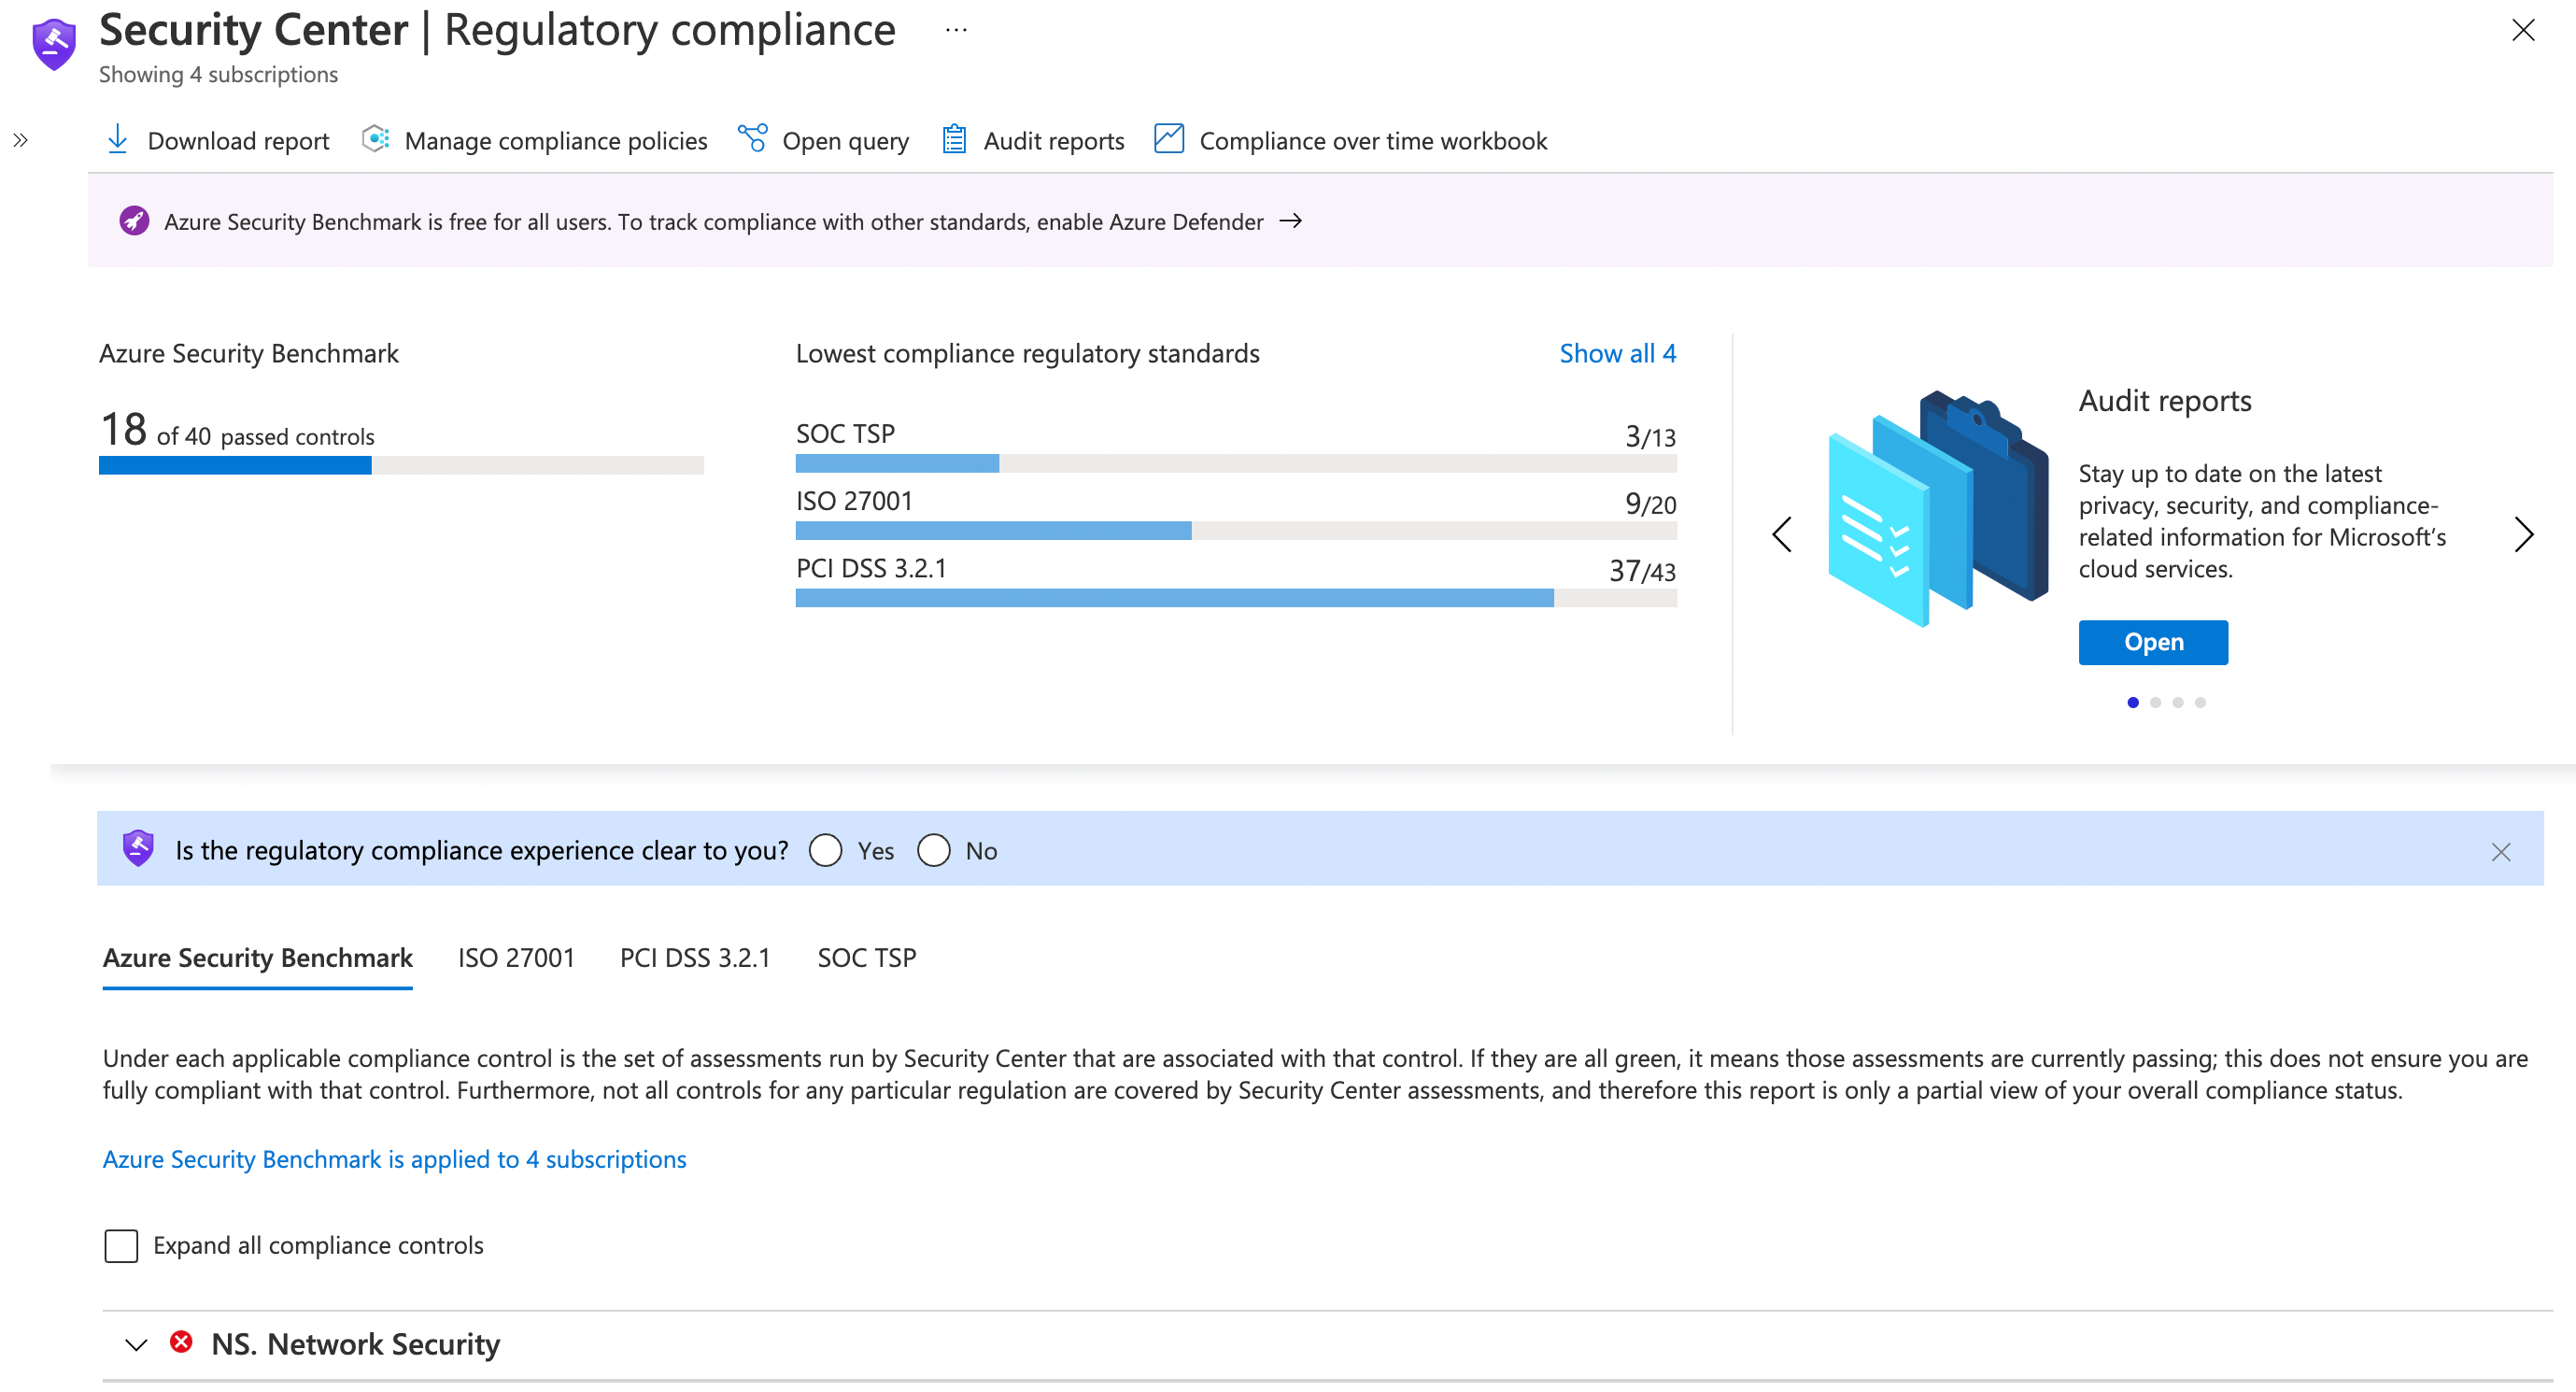 Security Center | Regulatory compliance ...
Showing 4 subscriptions
Download report Manage compliance policies Open query Audit reports Compliance over time workbook
Azure Security Benchmark is free for all users. To track compliance with other standards, enable Azure Defender →
Azure Security Benchmark
18 of 40 passed controls
Lowest compliance regulatory standards Show all 4
SOC TSP 3/13
ISO 27001 9/20
PCI DSS 3.2.1 37/43
Audit reports
Stay up to date on the latest
privacy, security, and compliance-
related information for Microsoft's
cloud services.
Open
Is the regulatory compliance experience clear to you? Yes No
Azure Security Benchmark ISO 27001 PCI DSS 3.2.1 SOC TSP
Under each applicable compliance control is the set of assessments run by Security Center that are associated with that control. If they are all green, it means those assessments are currently passing; this does not ensure you are
fully compliant with that control. Furthermore, not all controls for any particular regulation are covered by Security Center assessments, and therefore this report is only a partial view of your overall compliance status.
Azure Security Benchmark is applied to 4 subscriptions
Expand all compliance controls
NS. Network Security